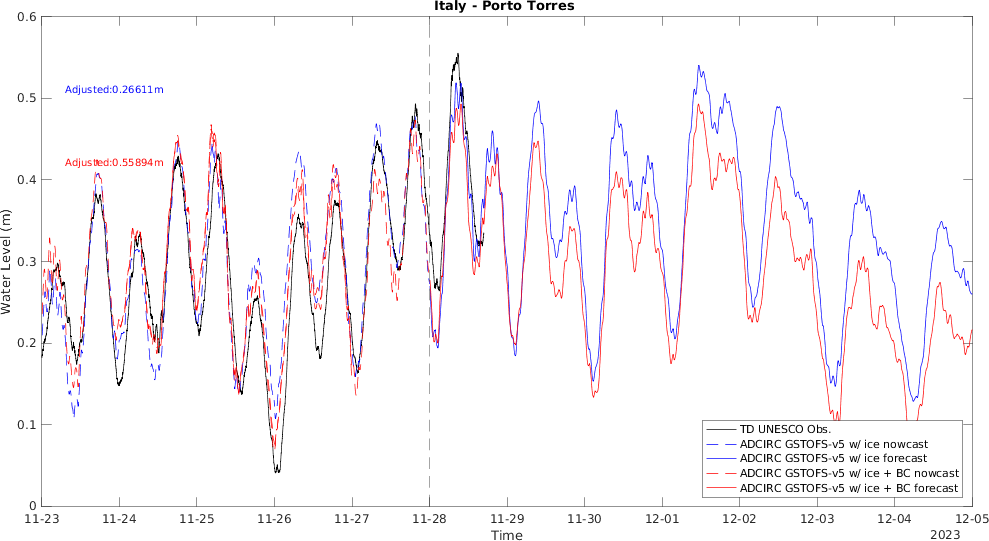 Italy - Porto Torres
0.6
0.5
0.4
0.3
0.2
0.1
0
Water Level (m)
Adjusted:0.26611m
Adjusted:0.55894m
TD UNESCO Obs.
ADCIRC GSTOFS-v5 w/ ice nowcast
ADCIRC GSTOFS-v5 w/ ice forecast
ADCIRC GSTOFS-v5 w/ ice + BC nowcast
ADCIRC GSTOFS-v5 w/ ice + BC forecast
11-23 11-24 11-25 11-26 11-27 11-28 11-29 11-30 12-01 12-02 12-03 12-04 12-05
Time
2023